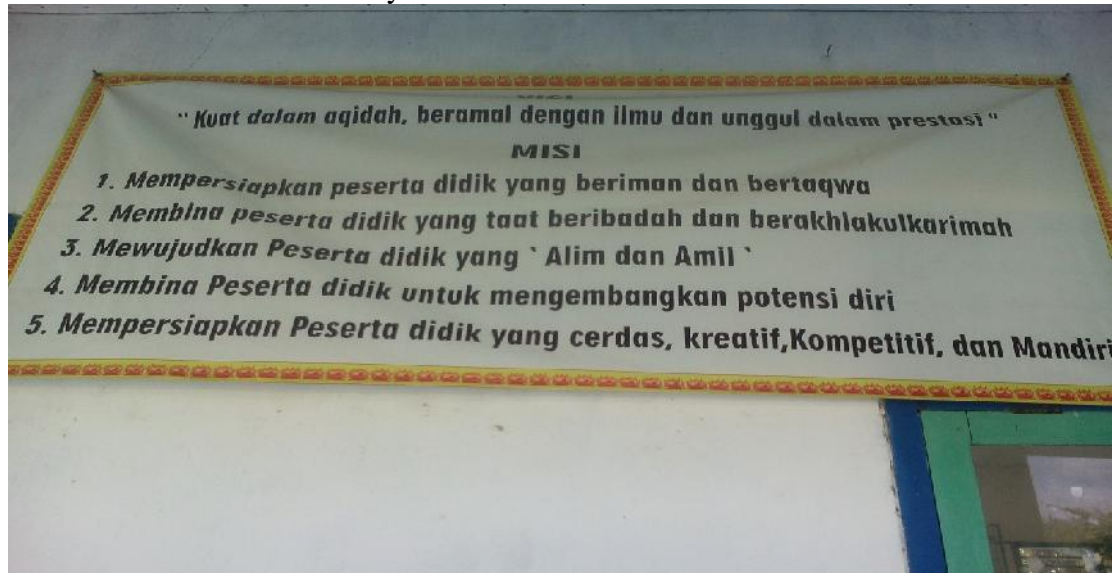 " Kuat dalam aqidah, beramal dengan ilmu dan unggul dalam prestasi "
MISI
1. Mempersiapkan peserta didik yang beriman dan bertaqwa
2. Membina peserta didik yang taat beribadah dan berakhlakulkarimah
3. Mewujudkan Peserta didik yang ` Alim dan Amil `
4. Membina Peserta didik untuk mengembangkan potensi diri
5. Mempersiapkan Peserta didik yang cerdas, kreatif,Kompetitif, dan Mandiri